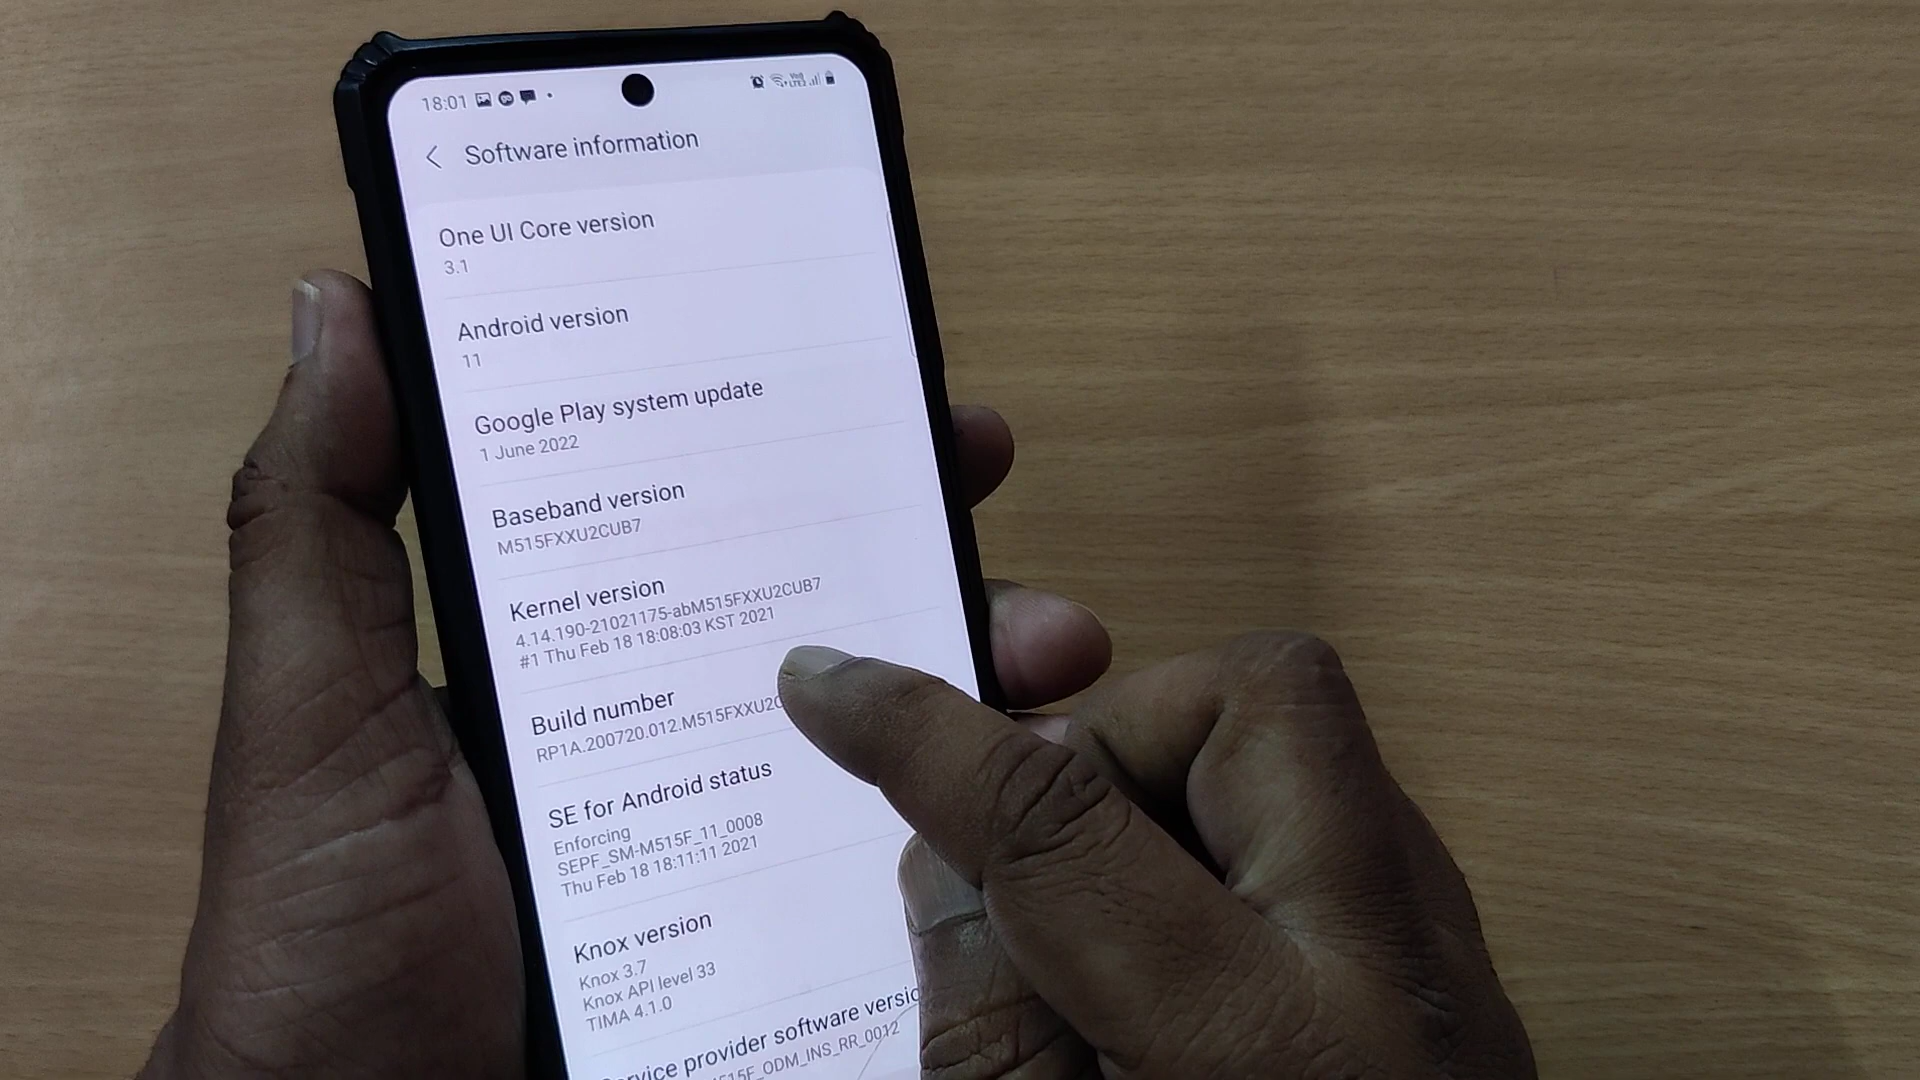 18:01
Software information
One UI Core version
3.1
Android version
11
Google Play system update
1 June 2022
Baseband version
M515FXXU2CUB7
Kernel version
4.14.190-21021175-abM515FXXU2CUB7
#1 Thu Feb 18 18:08:03 KST 2021
Build number
RP1A.200720.012.M515FXXU2
SE for Android status
Enforcing
SEPF_SM-M515F_11_0008
Thu Feb 18 18:11:11 2021
Knox version
Knox 3.7
Knox API level 33
TIMA 4.1.0
provider software versio
515F_ODM_INS_RR_0012